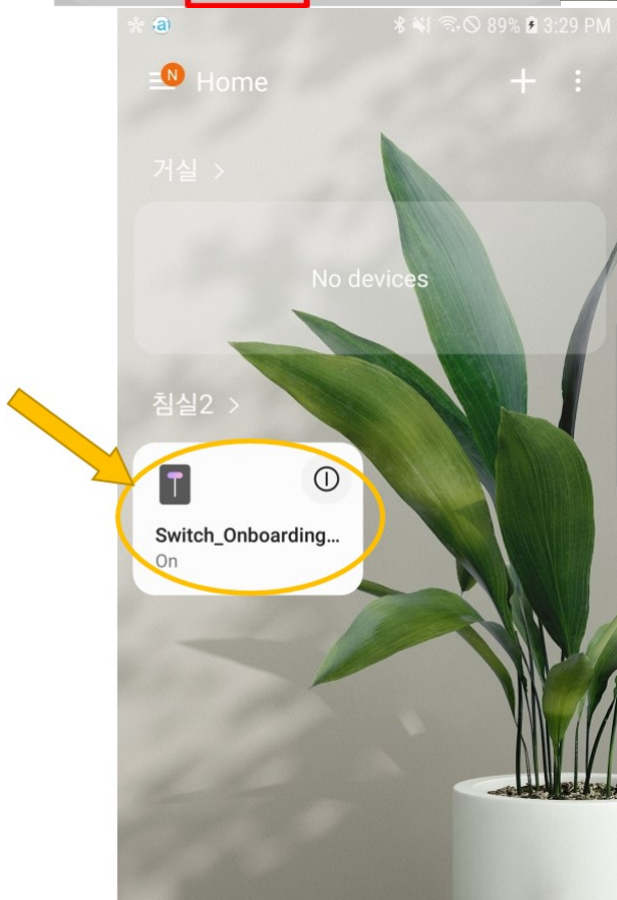 a 89% 3:29 PM
N Home
거실 >
No devices
침실2 >
Switch_Onboarding...
On